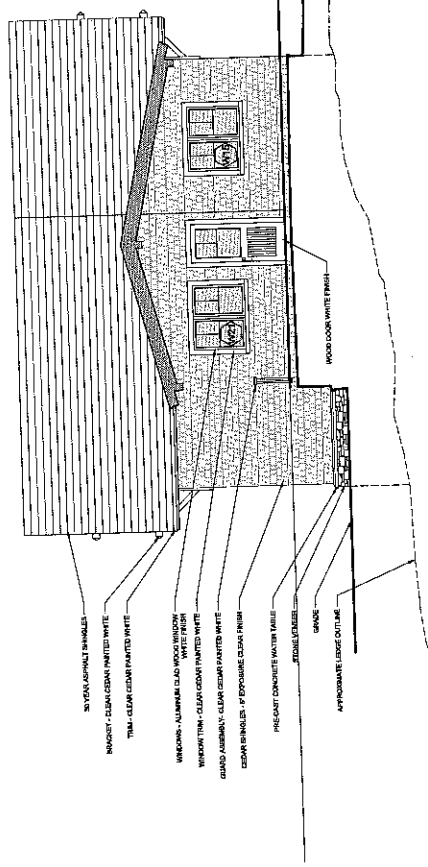 50 YEAR ASPHALT SHINGLES
BRACKET - CLEAR CEDAR PAINTED WHITE
TRIM - CLEAR CEDAR PAINTED WHITE
WINDOWS - ALUMINUM CLAD WOOD WINDOW
WHITE FINISH
WINDOW TRIM - CLEAR CEDAR PAINTED WHITE
GUARD ASSEMBLY - CLEAR CEDAR PAINTED WHITE
CEDAR SHINGLES - 5" EXPOSURE CLEAR FINISH
PRE-CAST CONCRETE WATER TABLE
STONE VENEER
GRADE
APPROXIMATE LEDGE OUTLINE
WOOD DOOR WHITE FINISH